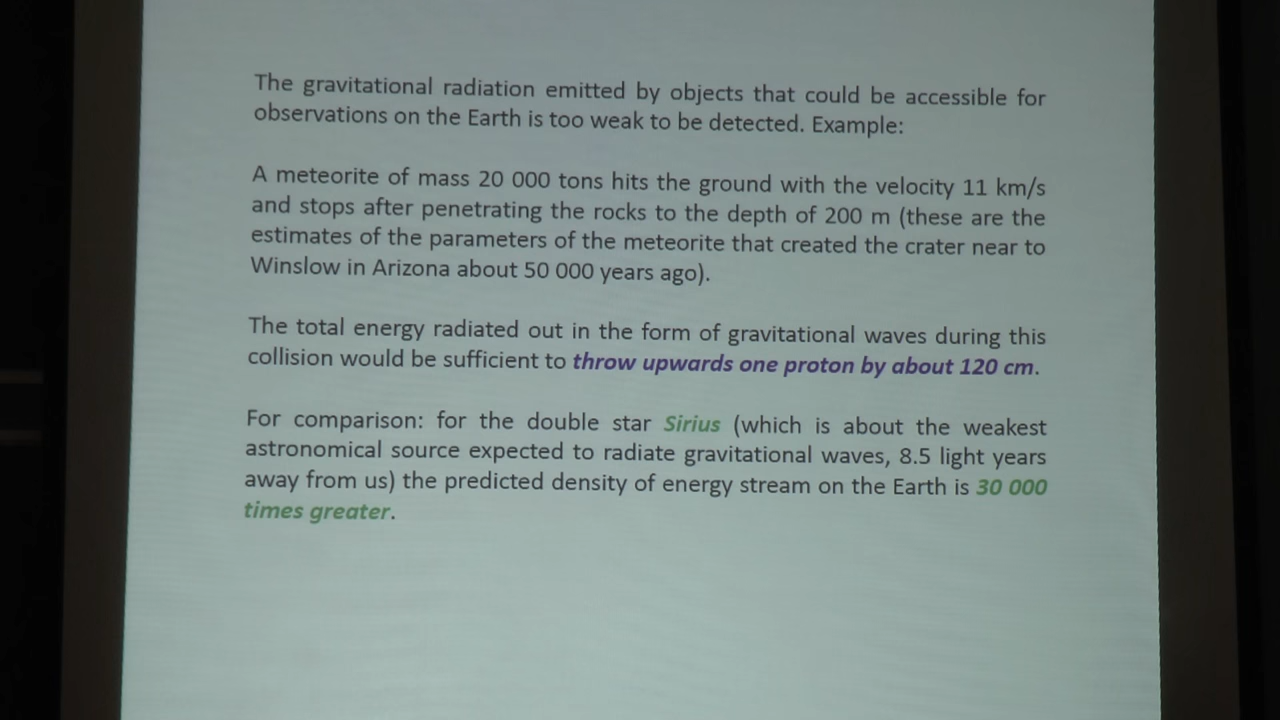 The gravitational radiation emitted by objects that could be accessible for
observations on the Earth is too weak to be detected. Example:
A meteorite of mass 20 000 tons hits the ground with the velocity 11 km/s
and stops after penetrating the rocks to the depth of 200 m (these are the
estimates of the parameters of the meteorite that created the crater near to
Winslow in Arizona about 50 000 years ago).
The total energy radiated out in the form of gravitational waves during this
collision would be sufficient to throw upwards one proton by about 120 cm.
For comparison: for the double star Sirius (which is about the weakest
astronomical source expected to radiate gravitational waves, 8.5 light years
away from us) the predicted density of energy stream on the Earth is 30 000
times greater.